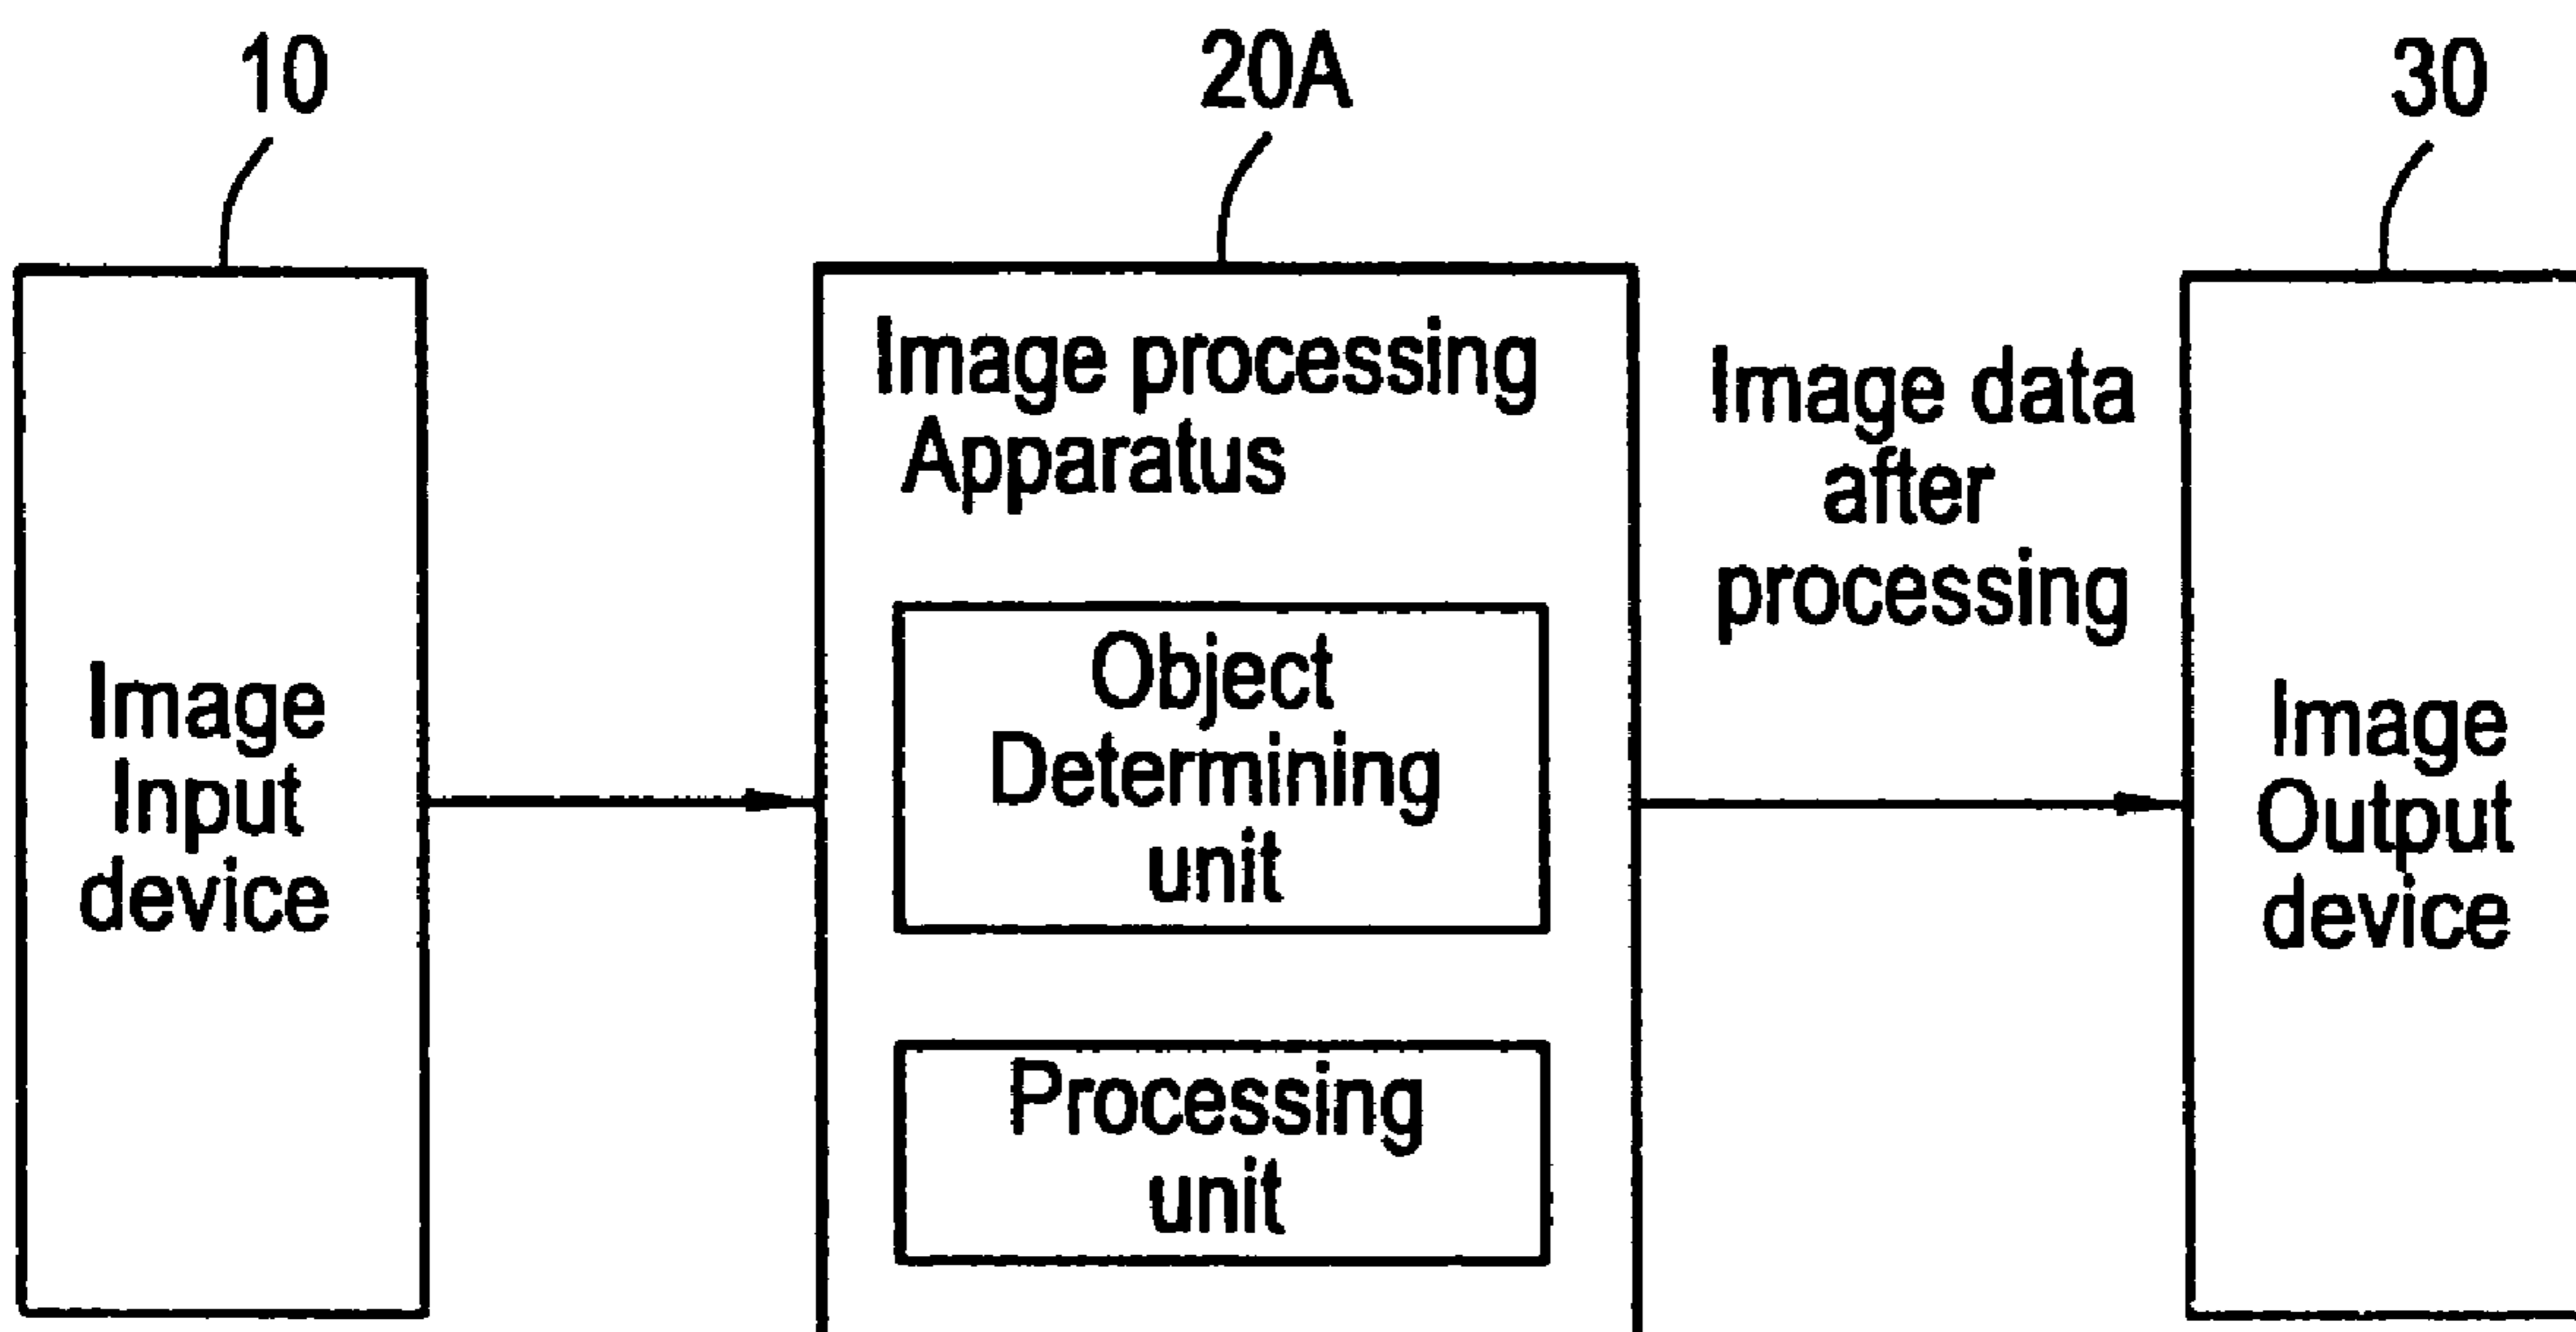 10
20A
30
Image
Input
device
Image processing
Apparatus
Object
Determining
unit
Processing
unit
Image data
after
processing
Image
Output
device